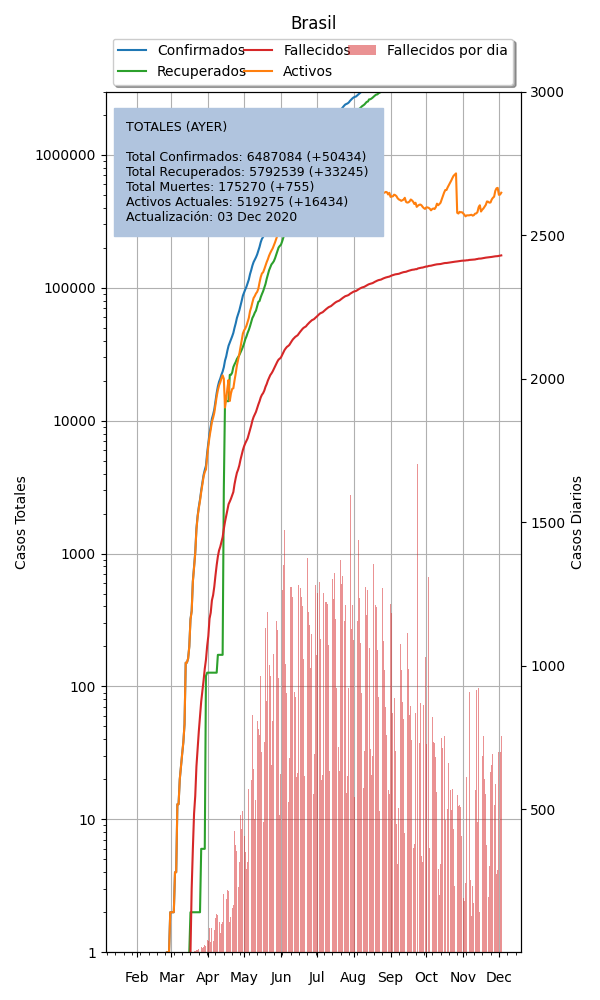 Brasil
Confirmados
Recuperados
Fallecidos
Activos
Fallecidos por dia
TOTALES (AYER)
Total Confirmados: 6487084 (+50434)
Total Recuperados: 5792539 (+33245)
Total Muertes: 175270 (+755)
Activos Actuales: 519275 (+16434)
Actualización: 03 Dec 2020
Casos Totales
1000000
100000
10000
1000
100
10
1
3000
2500
2000
1500
1000
500
Casos Diarios
Feb Mar Apr May Jun Jul Aug Sep Oct Nov Dec